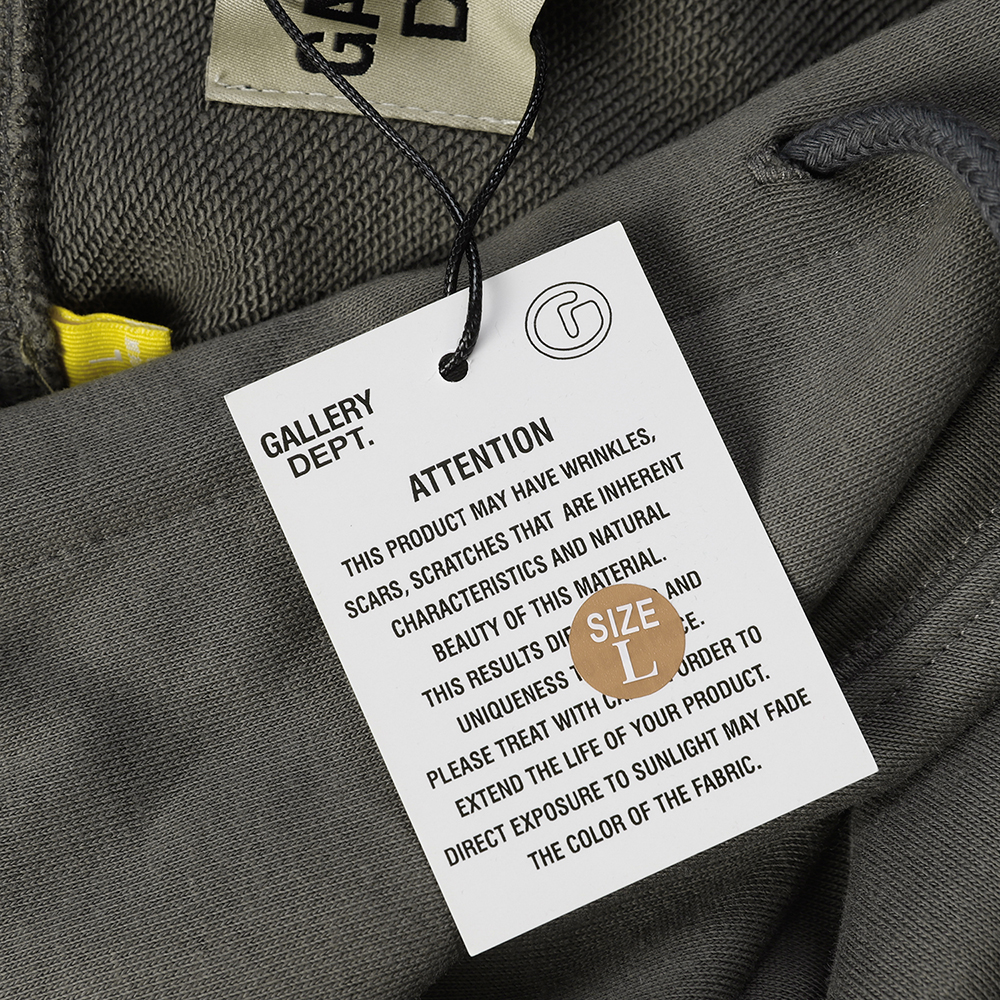 GA
D
L
GALLERY
DEPT.
ATTENTION
THIS PRODUCT MAY HAVE WRINKLES,
SCARS, SCRATCHES THAT ARE INHERENT
CHARACTERISTICS AND NATURAL
BEAUTY OF THIS MATERIAL.
THIS RESULTS AND
UNIQUENESS
PLEASE TREAT WITH ORDER TO
EXTEND THE LIFE OF YOUR PRODUCT.
DIRECT EXPOSURE TO SUNLIGHT MAY FADE
THE COLOR OF THE FABRIC.
SIZE
L